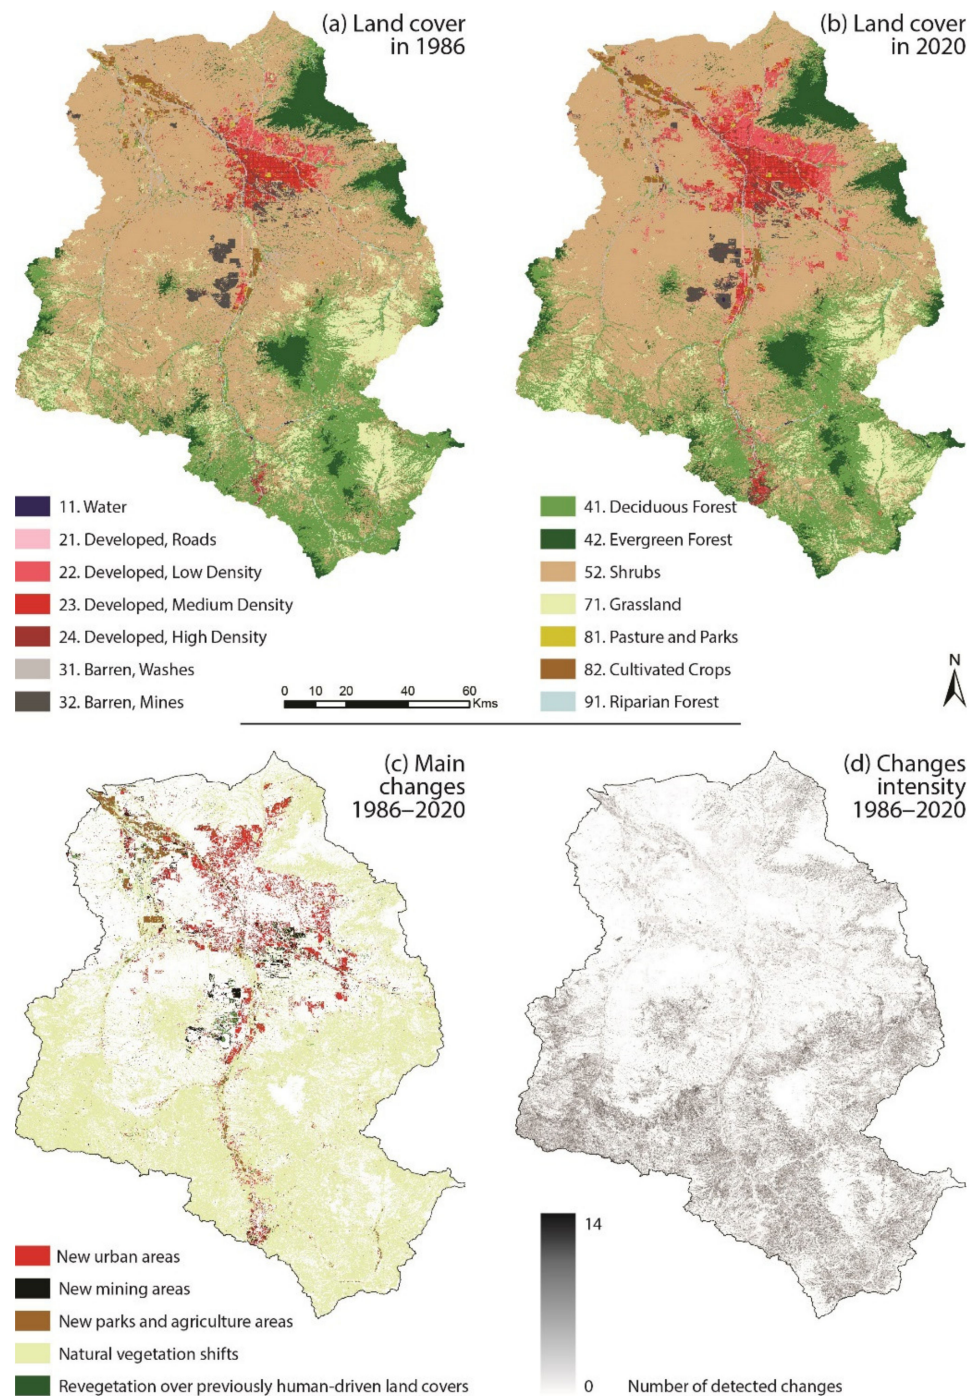 (a) Land cover
in 1986
(b) Land cover
in 2020
11. Water
21. Developed, Roads
22. Developed, Low Density
23. Developed, Medium Density
24. Developed, High Density
31. Barren, Washes
32. Barren, Mines
41. Deciduous Forest
42. Evergreen Forest
52. Shrubs
71. Grassland
81. Pasture and Parks
82. Cultivated Crops
91. Riparian Forest
0 10 20 40 60
Kms
N
(c) Main
changes
1986–2020
(d) Changes
intensity
1986–2020
New urban areas
New mining areas
New parks and agriculture areas
Natural vegetation shifts
Revegetation over previously human-driven land covers
14
0 Number of detected changes